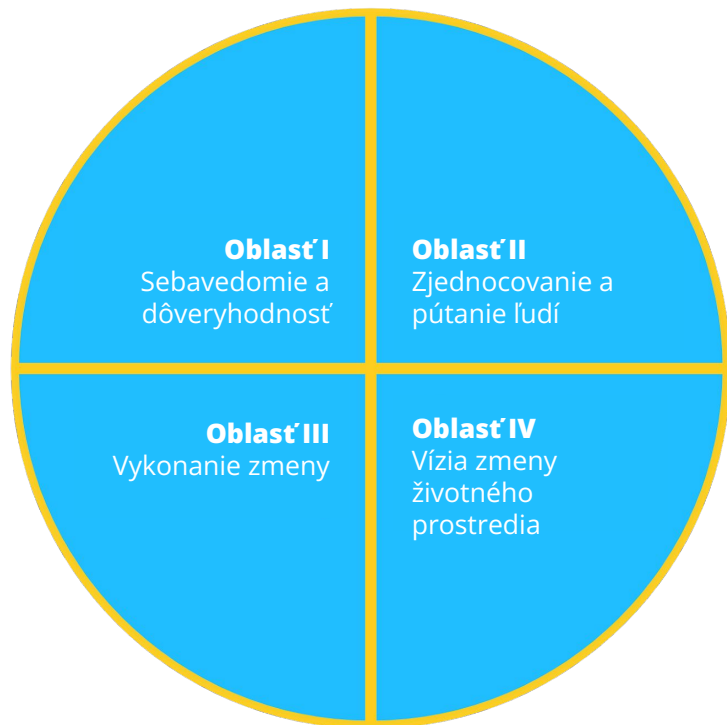 Oblasť I
Sebavedomie a
dôveryhodnosť
Oblasť II
Zjednocovanie a
pútanie ľudí
Oblasť III
Vykonanie zmeny
Oblasť IV
Vízia zmeny
životného
prostredia